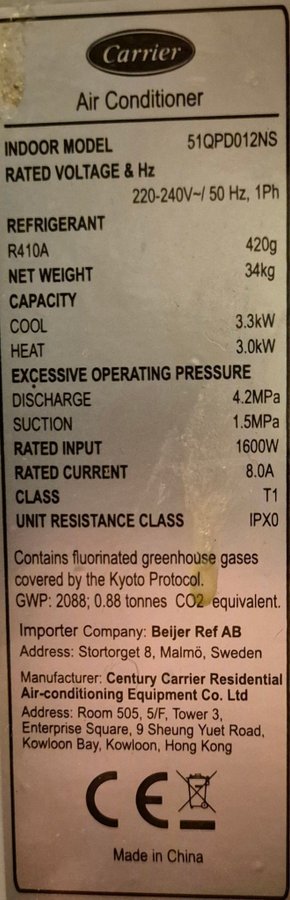 Carrier
Air Conditioner
INDOOR MODEL 51QPD012NS
RATED VOLTAGE & Hz
220-240V~/ 50 Hz, 1Ph
REFRIGERANT
R410A 420g
NET WEIGHT 34kg
CAPACITY
COOL 3.3kW
HEAT 3.0kW
EXCESSIVE OPERATING PRESSURE
DISCHARGE 4.2MPa
SUCTION 1.5MPa
RATED INPUT 1600W
RATED CURRENT 8.0A
CLASS T1
UNIT RESISTANCE CLASS IPX0
Contains fluorinated greenhouse gases
covered by the Kyoto Protocol.
GWP: 2088; 0.88 tonnes CO2 equivalent.
Importer Company: Beijer Ref AB
Address: Stortorget 8, Malmö, Sweden
Manufacturer: Century Carrier Residential
Air-conditioning Equipment Co. Ltd
Address: Room 505, 5/F, Tower 3,
Enterprise Square, 9 Sheung Yuet Road,
Kowloon Bay, Kowloon, Hong Kong
CE
Made in China